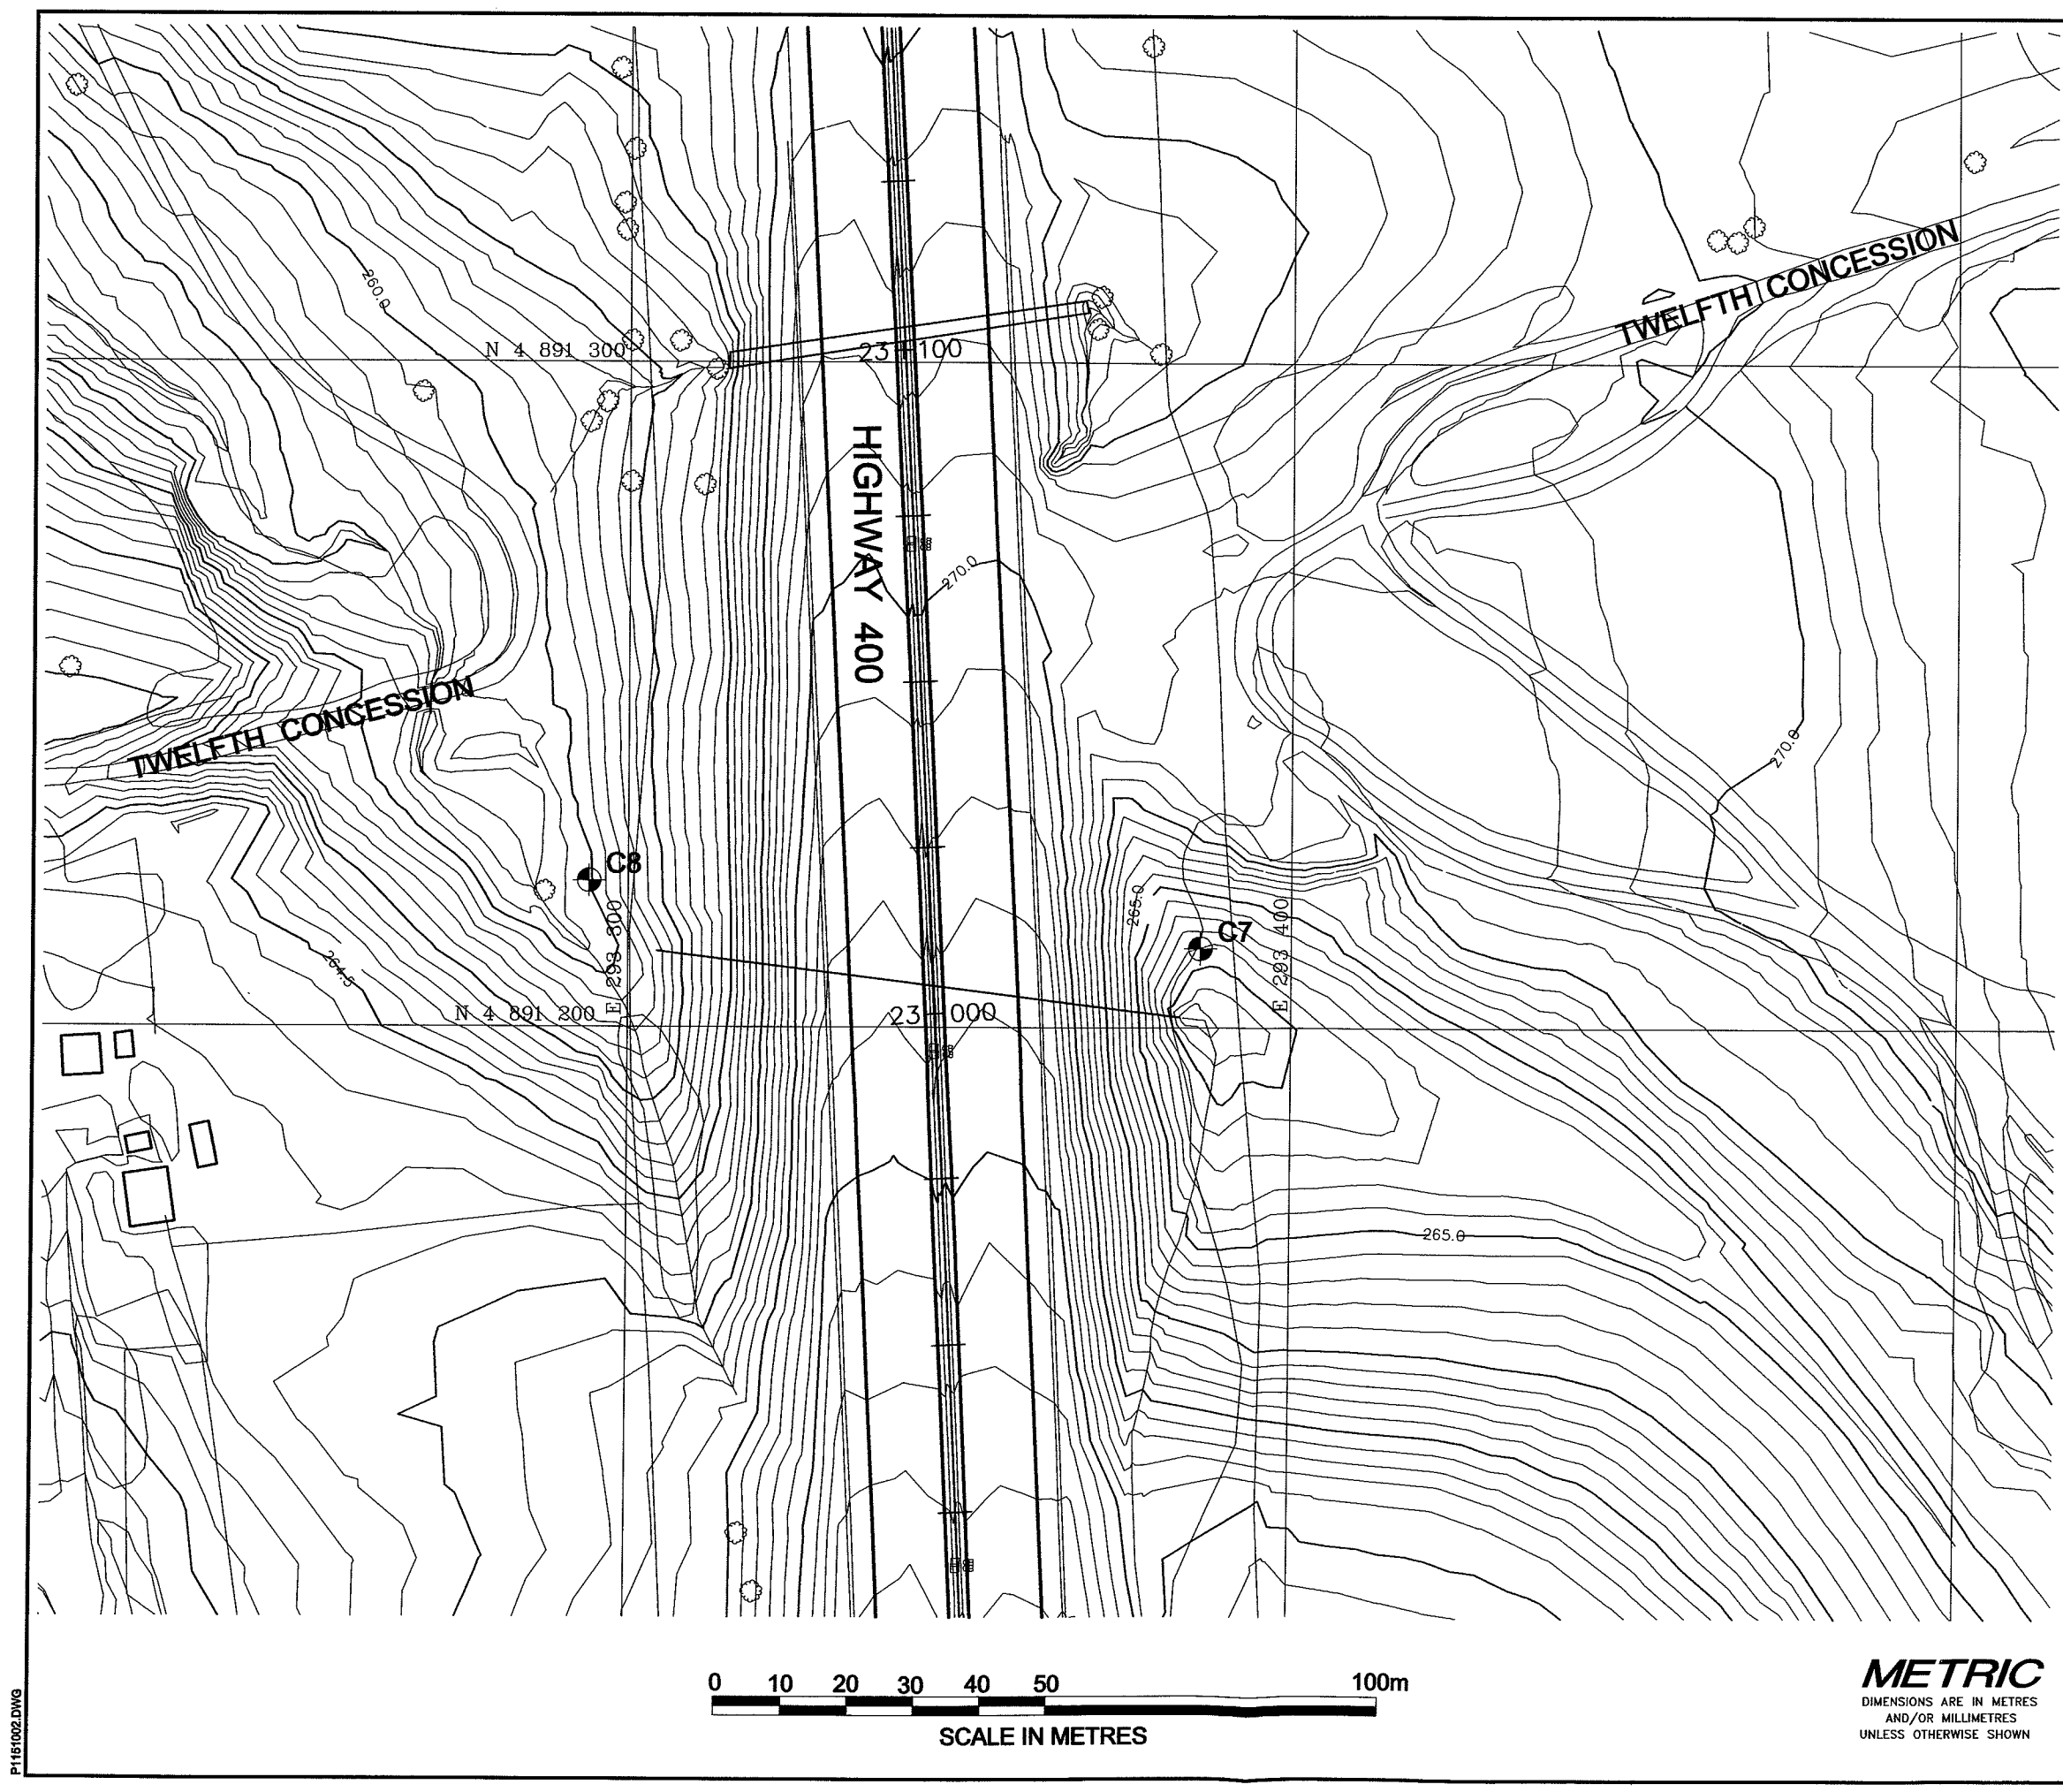 TWELFTH CONCESSION
260.0
N 4 891 300
23+100
HIGHWAY 400
270.0
TWELFTH CONCESSION
270.0
C8
265.0
C7
E 293 300
E 293 400
264.5
N 4 891 200
23+000
265.0
0 10 20 30 40 50 100m
SCALE IN METRES
METRIC
DIMENSIONS ARE IN METRES
AND/OR MILLIMETRES
UNLESS OTHERWISE SHOWN
P1161002.DWG